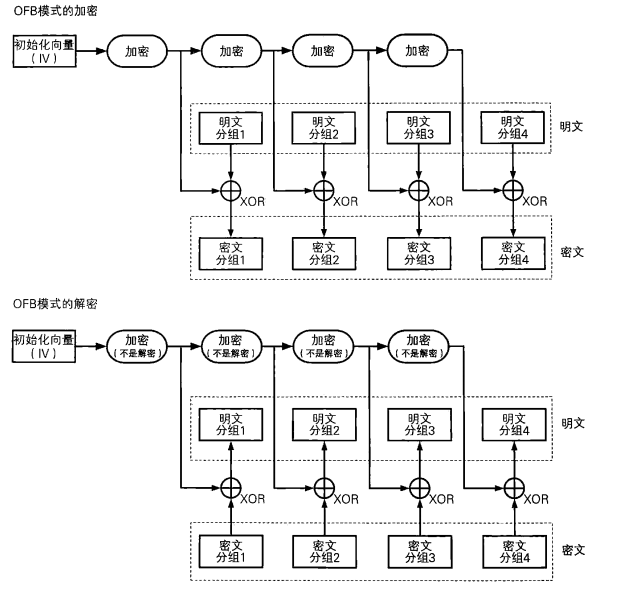 OFB模式的加密
初始化向量
（IV）
加密
加密
加密
加密
明文
分组1
明文
分组2
明文
分组3
明文
分组4
明文
XOR
XOR
XOR
XOR
密文
分组1
密文
分组2
密文
分组3
密文
分组4
密文
OFB模式的解密
初始化向量
（IV）
加密
（不是解密）
加密
（不是解密）
加密
（不是解密）
加密
（不是解密）
明文
分组1
明文
分组2
明文
分组3
明文
分组4
明文
XOR
XOR
XOR
XOR
密文
分组1
密文
分组2
密文
分组3
密文
分组4
密文